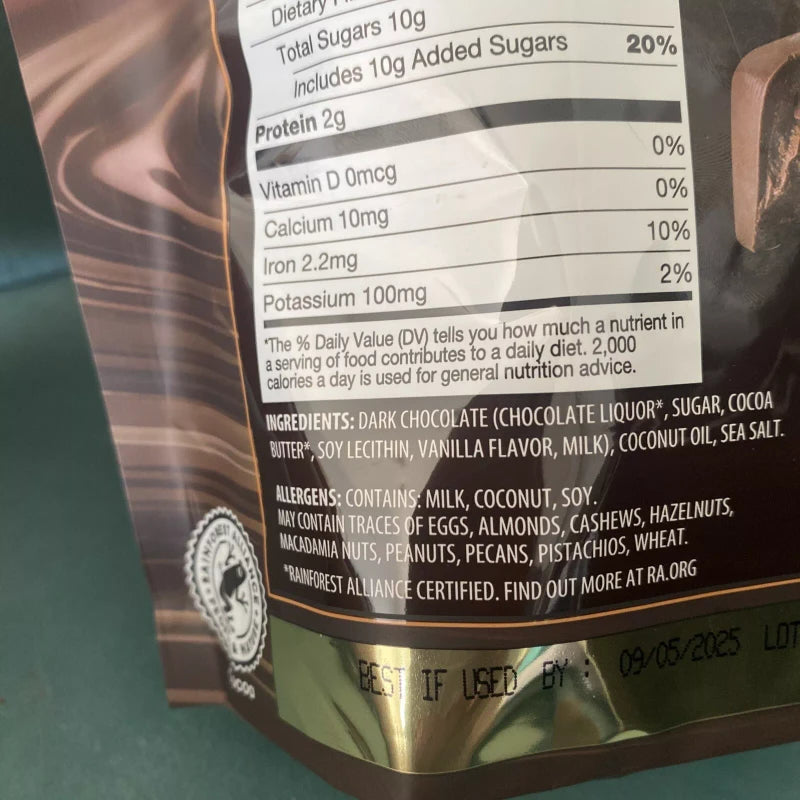 Dietary
Total Sugars 10g
Includes 10g Added Sugars 20%
Protein 2g
Vitamin D 0mcg 0%
Calcium 10mg 0%
Iron 2.2mg 10%
Potassium 100mg 2%
*The % Daily Value (DV) tells you how much a nutrient in
a serving of food contributes to a daily diet. 2,000
calories a day is used for general nutrition advice.
INGREDIENTS: DARK CHOCOLATE (CHOCOLATE LIQUOR*, SUGAR, COCOA
BUTTER*, SOY LECITHIN, VANILLA FLAVOR, MILK), COCONUT OIL, SEA SALT.
ALLERGENS: CONTAINS: MILK, COCONUT, SOY.
MAY CONTAIN TRACES OF EGGS, ALMONDS, CASHEWS, HAZELNUTS,
MACADAMIA NUTS, PEANUTS, PECANS, PISTACHIOS, WHEAT.
*RAINFOREST ALLIANCE CERTIFIED. FIND OUT MORE AT RA.ORG
RAINFOREST ALLIANCE
BEST IF USED BY : 09/05/2025 LOT